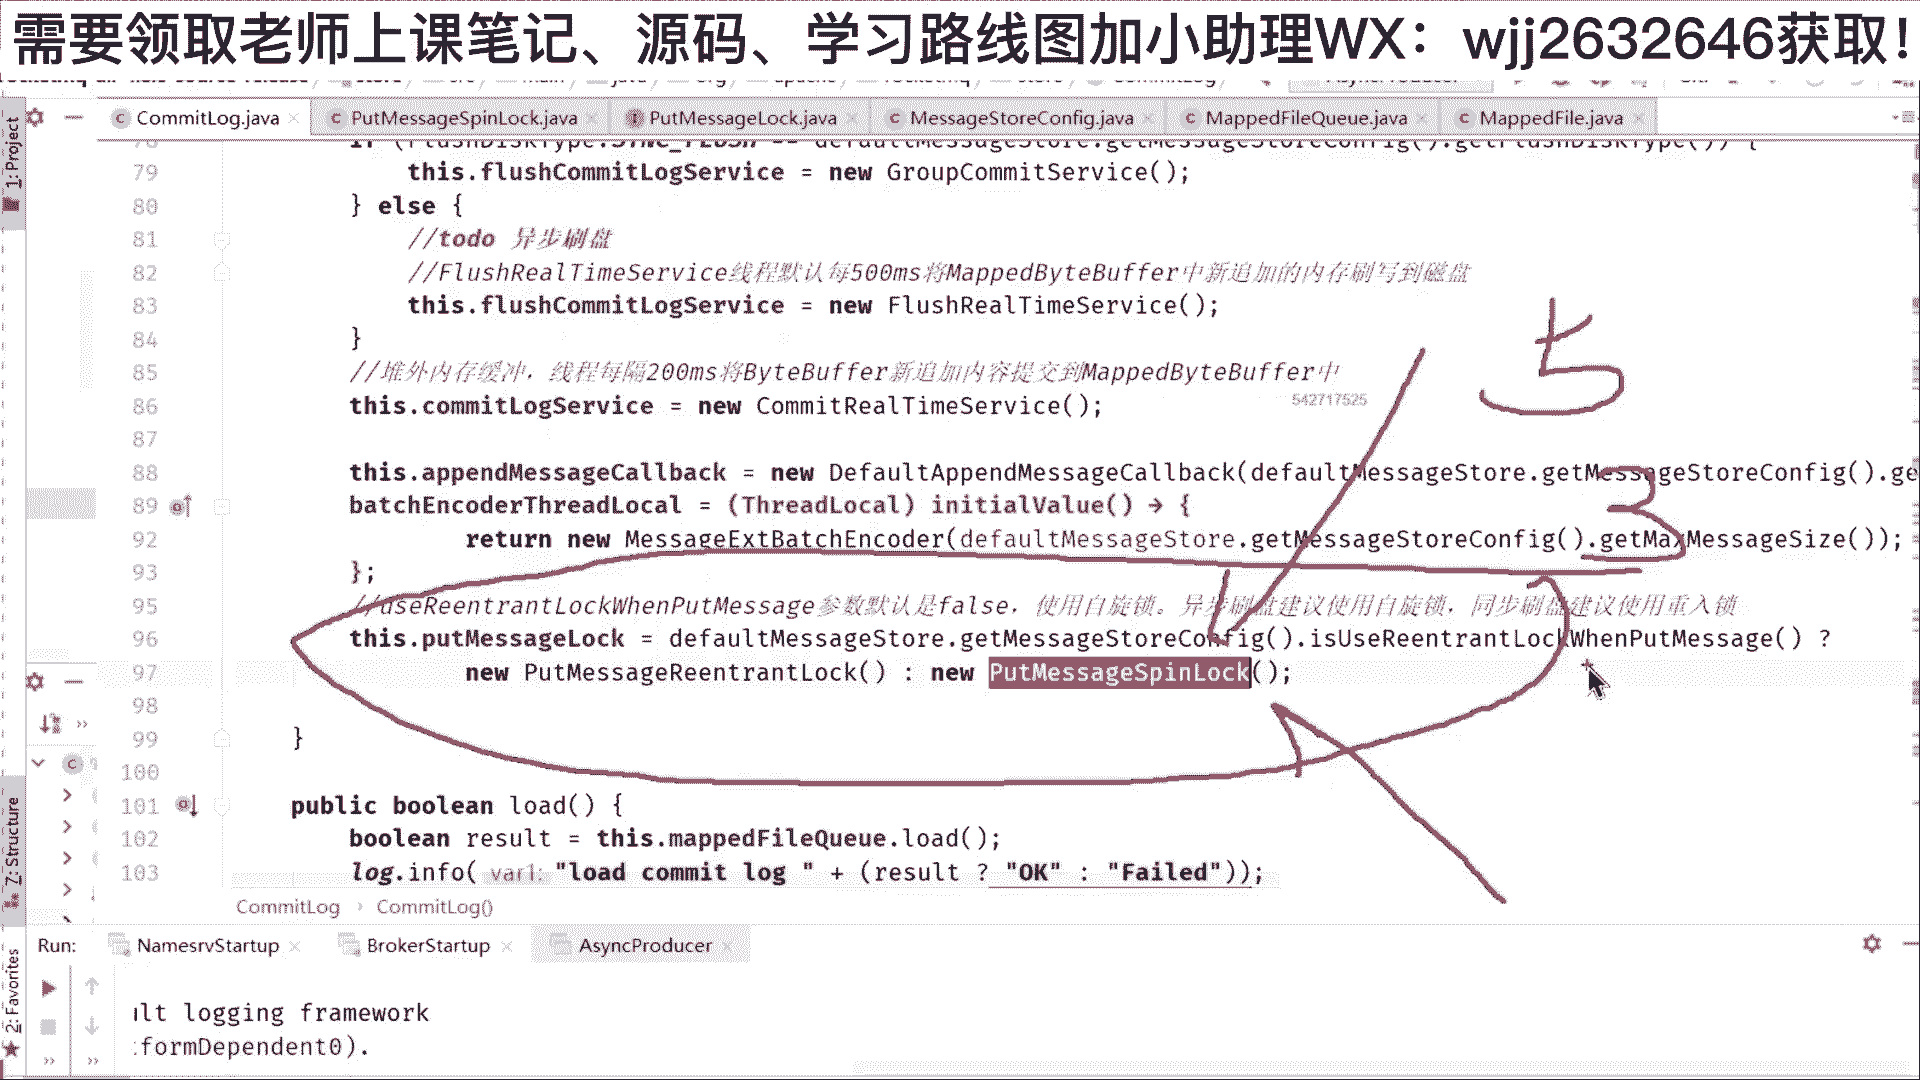 需要领取老师上课笔记、源码、学习路线图加小助理WX：wjj2632646获取！
CommitLog.java PutMessageSpinLock.java PutMessageLock.java MessageStoreConfig.java MappedFileQueue.java MappedFile.java
1: Project
79 this.flushCommitLogService = new GroupCommitService();
80 } else {
81 //todo 异步刷盘
82 //FlushRealTimeService线程默认每500ms将MappedByteBuffer中新追加的内存刷写到磁盘
83 this.flushCommitLogService = new FlushRealTimeService();
84 }
85 //堆外内存缓冲，线程每隔200ms将ByteBuffer新追加内容提交到MappedByteBuffer中
86 this.commitLogService = new CommitRealTimeService();
542717525
87
88 this.appendMessageCallback = new DefaultAppendMessageCallback(defaultMessageStore.getMessageStoreConfig().ge
89 batchEncoderThreadLocal = (ThreadLocal) initialValue() → {
92 return new MessageExtBatchEncoder(defaultMessageStore.getMessageStoreConfig().getMaxMessageSize());
93 };
95 //useReentrantLockWhenPutMessage参数默认是false，使用自旋锁。异步刷盘建议使用自旋锁，同步刷盘建议使用重入锁
96 this.putMessageLock = defaultMessageStore.getMessageStoreConfig().isUseReentrantLockWhenPutMessage() ?
97 new PutMessageReentrantLock() : new PutMessageSpinLock();
98
99 }
100
101 public boolean load() {
102 boolean result = this.mappedFileQueue.load();
103 log.info( var1: "load commit log " + (result ? "OK" : "Failed"));
CommitLog › CommitLog()
Z: Structure
Run: NamesrvStartup BrokerStartup AsyncProducer
2: Favorites
ılt logging framework
:formDependent0).